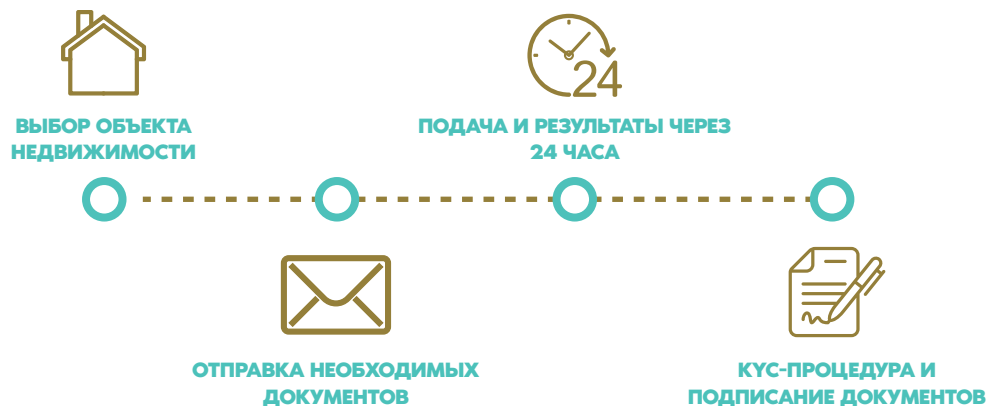 24
ВЫБОР ОБЪЕКТА
НЕДВИЖИМОСТИ
ПОДАЧА И РЕЗУЛЬТАТЫ ЧЕРЕЗ
24 ЧАСА
ОТПРАВКА НЕОБХОДИМЫХ
ДОКУМЕНТОВ
KYC-ПРОЦЕДУРА И
ПОДПИСАНИЕ ДОКУМЕНТОВ